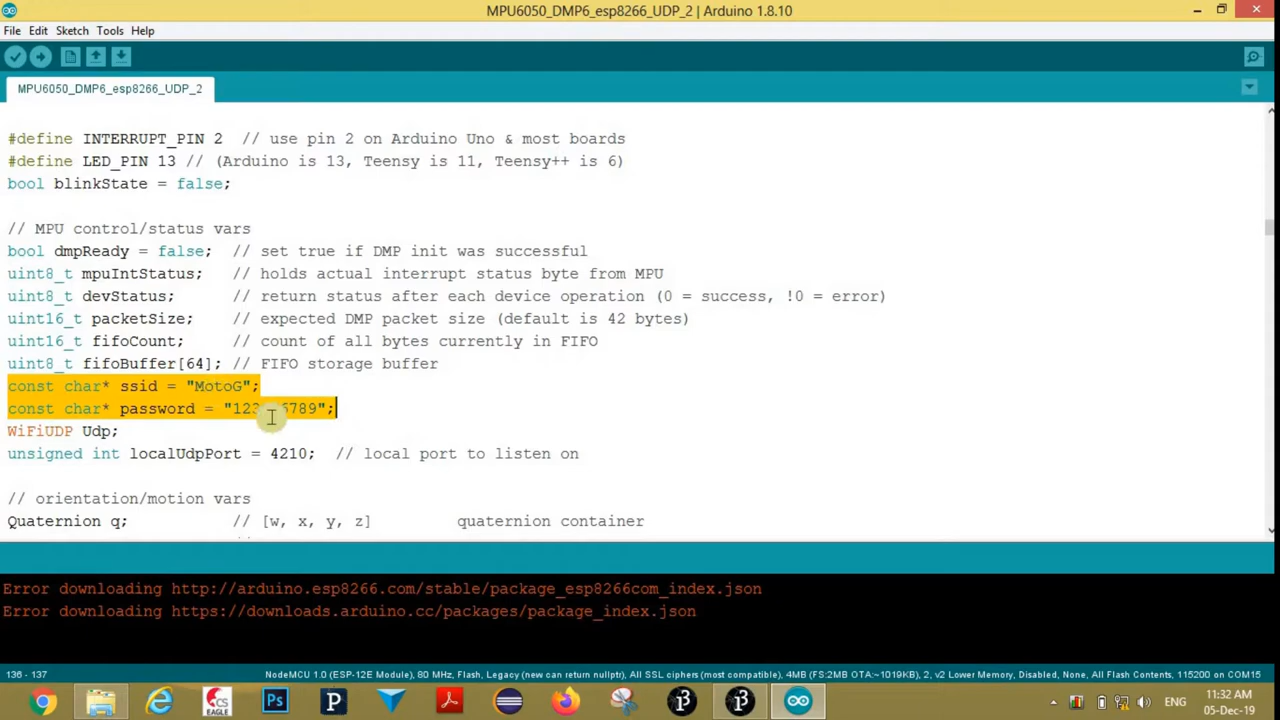 MPU6050_DMP6_esp8266_UDP_2 | Arduino 1.8.10
File Edit Sketch Tools Help
MPU6050_DMP6_esp8266_UDP_2
#define INTERRUPT_PIN 2 // use pin 2 on Arduino Uno & most boards
#define LED_PIN 13 // (Arduino is 13, Teensy is 11, Teensy++ is 6)
bool blinkState = false;
// MPU control/status vars
bool dmpReady = false; // set true if DMP init was successful
uint8_t mpuIntStatus; // holds actual interrupt status byte from MPU
uint8_t devStatus; // return status after each device operation (0 = success, !0 = error)
uint16_t packetSize; // expected DMP packet size (default is 42 bytes)
uint16_t fifoCount; // count of all bytes currently in FIFO
uint8_t fifoBuffer[64]; // FIFO storage buffer
const char* ssid = "MotoG";
const char* password =
WiFiUDP Udp;
unsigned int localUdpPort = 4210; // local port to listen on
// orientation/motion vars
Quaternion q; // [w, x, y, z] quaternion container
Error downloading http://arduino.esp8266.com/stable/package_esp8266com_index.json
Error downloading https://downloads.arduino.cc/packages/package_index.json
136 - 137 NodeMCU 1.0 (ESP-12E Module), 80 MHz, Flash, Legacy (new can return nullptr), All SSL ciphers (most compatible), 4MB (FS:2MB OTA:~1019KB), 2, v2 Lower Memory, Disabled, None, All Flash Contents, 115200 on COM15
CS
EAGLE
Ps
P
ENG
11:32 AM
05-Dec-19